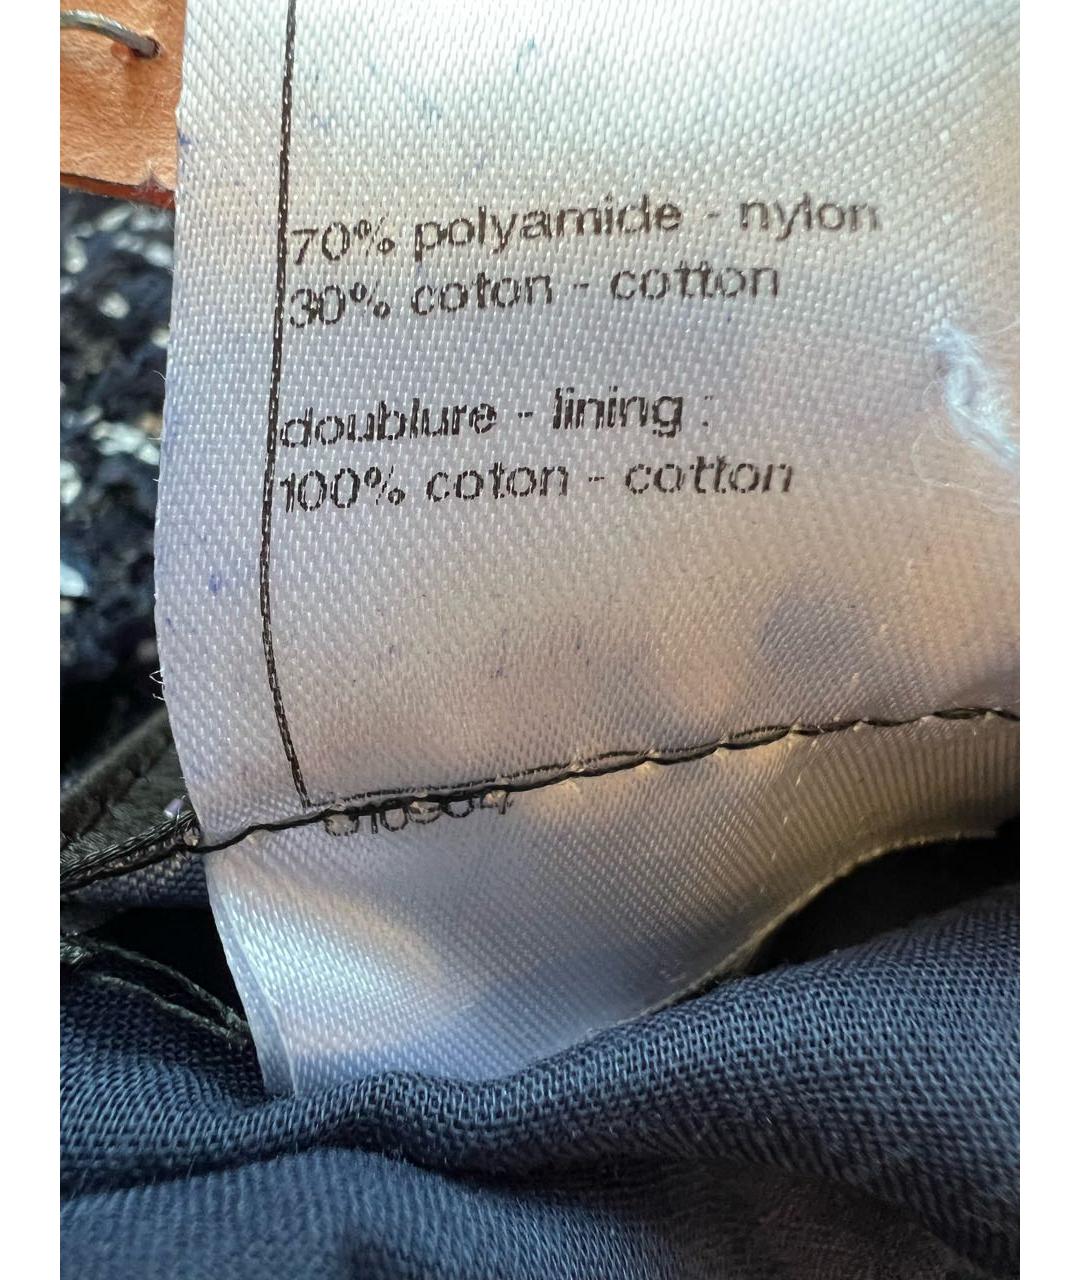 70% polyamide - nylon
30% coton - cotton
doublure - lining :
100% coton - cotton